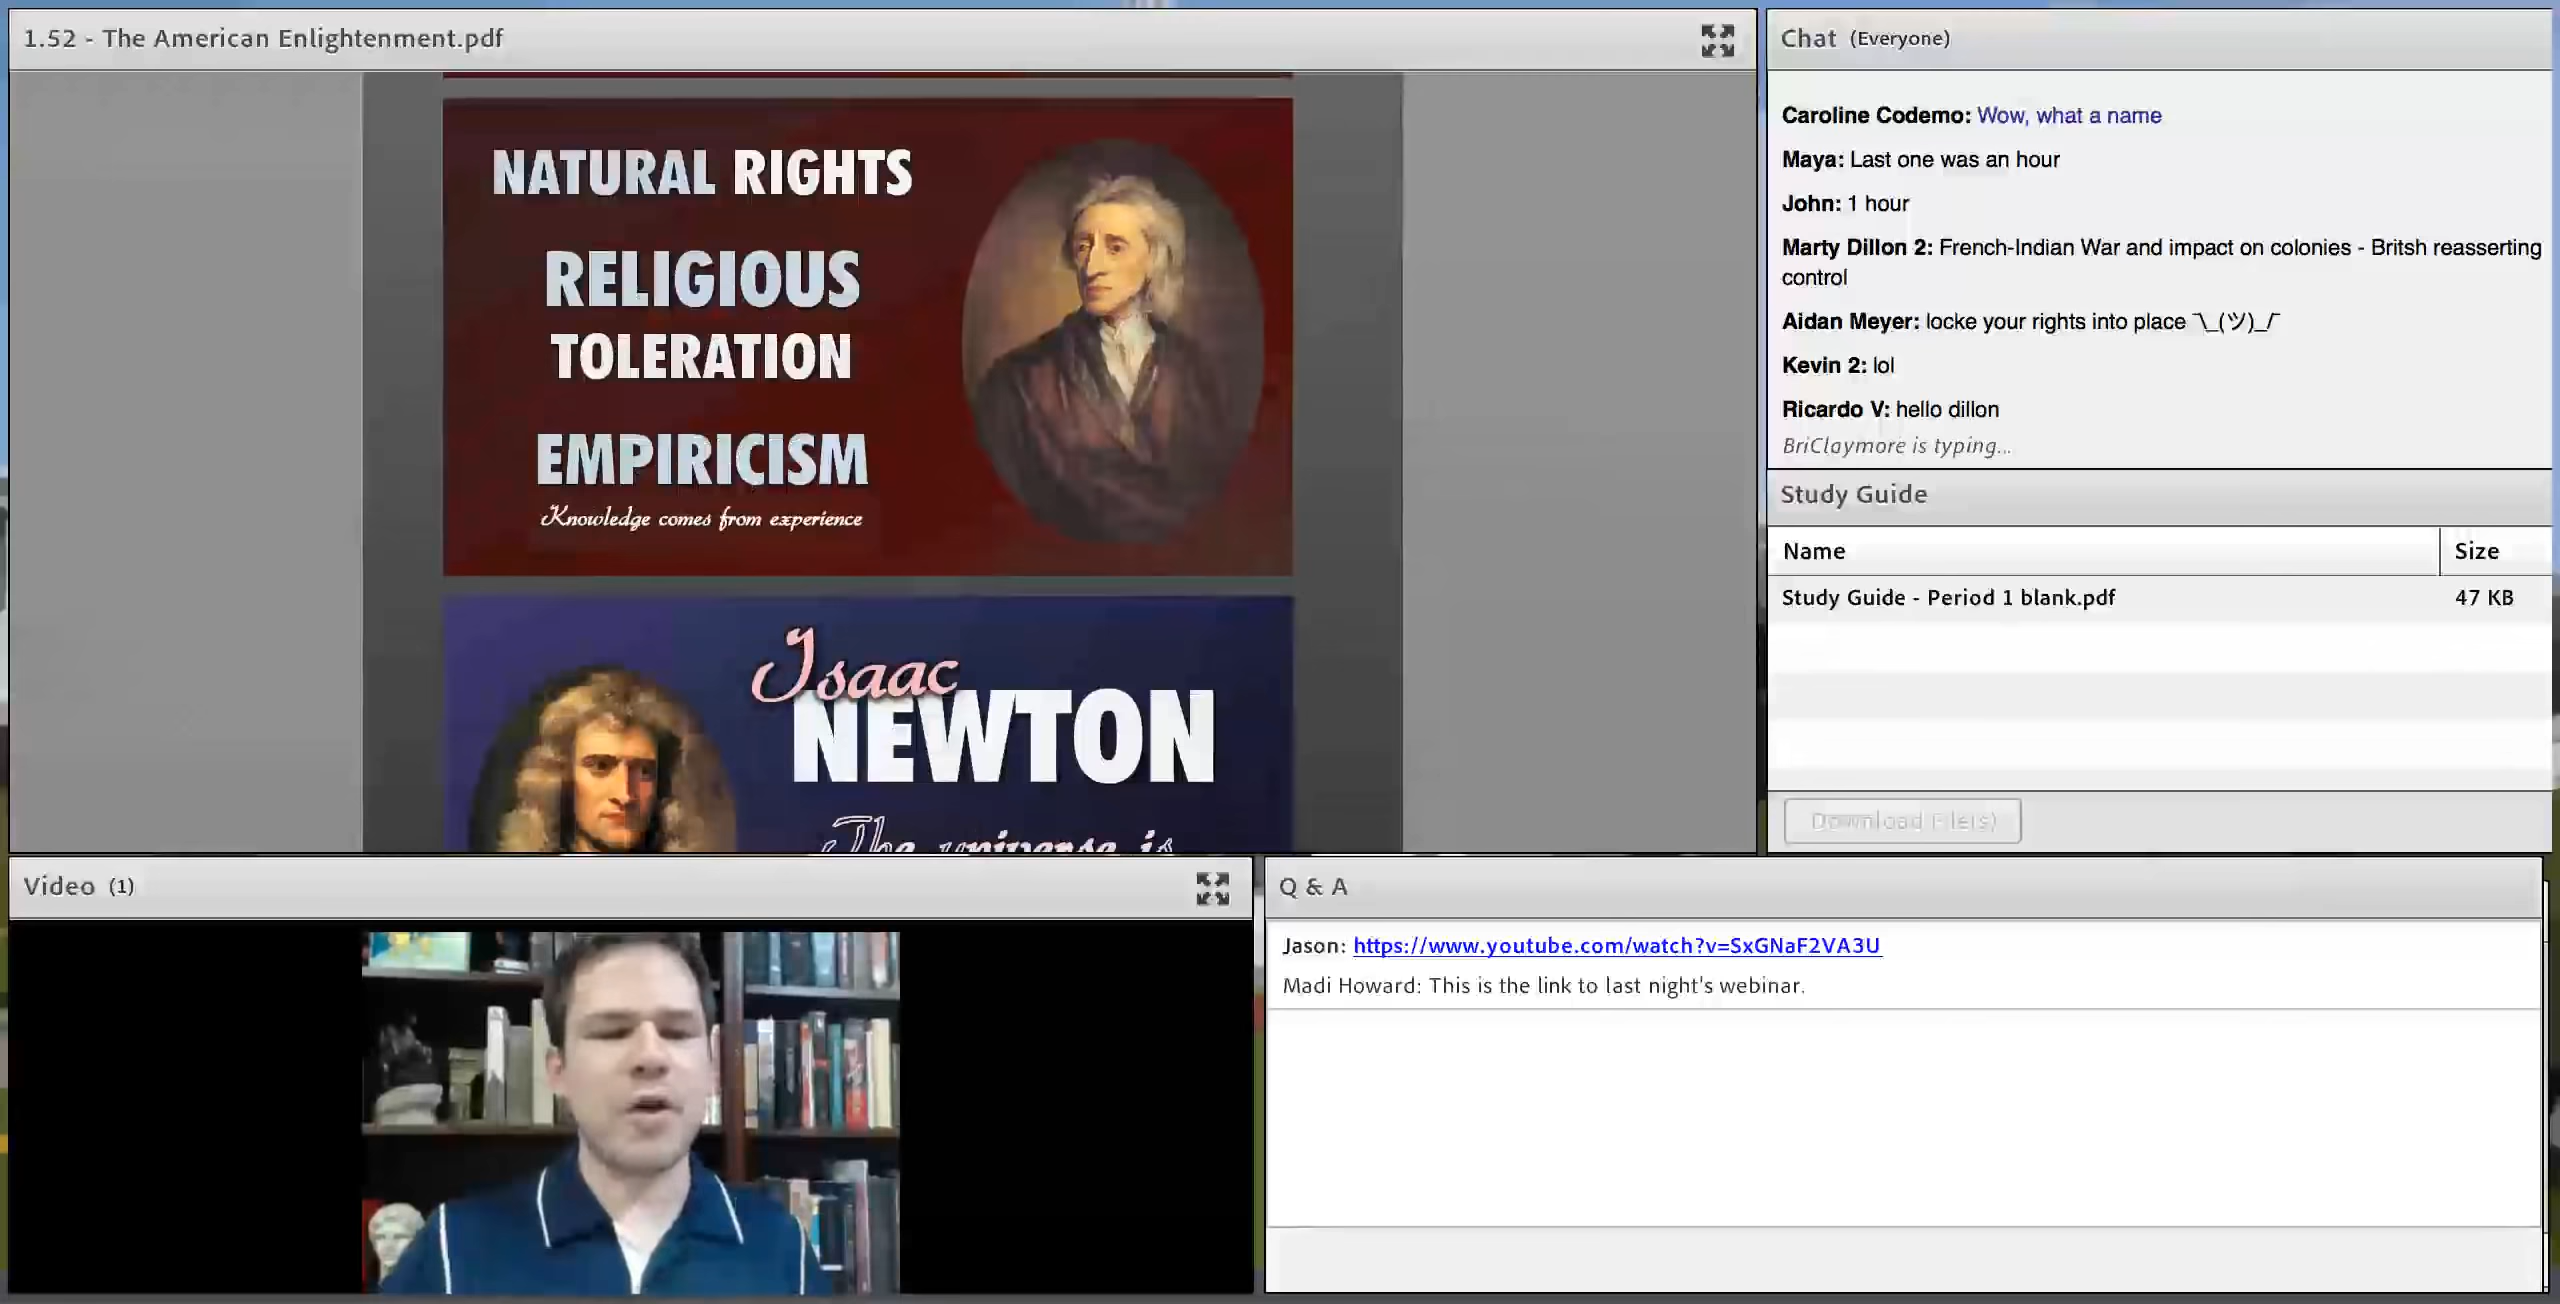 1.52 - The American Enlightenment.pdf
NATURAL RIGHTS
RELIGIOUS
TOLERATION
EMPIRICISM
Knowledge comes from experience
Isaac
NEWTON
The universe is
Chat (Everyone)
Caroline Codemo: Wow, what a name
Maya: Last one was an hour
John: 1 hour
Marty Dillon 2: French-Indian War and impact on colonies - Britsh reasserting
control
Aidan Meyer: locke your rights into place ¯\_(ツ)_/¯
Kevin 2: lol
Ricardo V: hello dillon
BriClaymore is typing...
Study Guide
Name Size
Study Guide - Period 1 blank.pdf 47 KB
Download File(s)
Video (1)
Q & A
Jason: https://www.youtube.com/watch?v=SxGNaF2VA3U
Madi Howard: This is the link to last night's webinar.